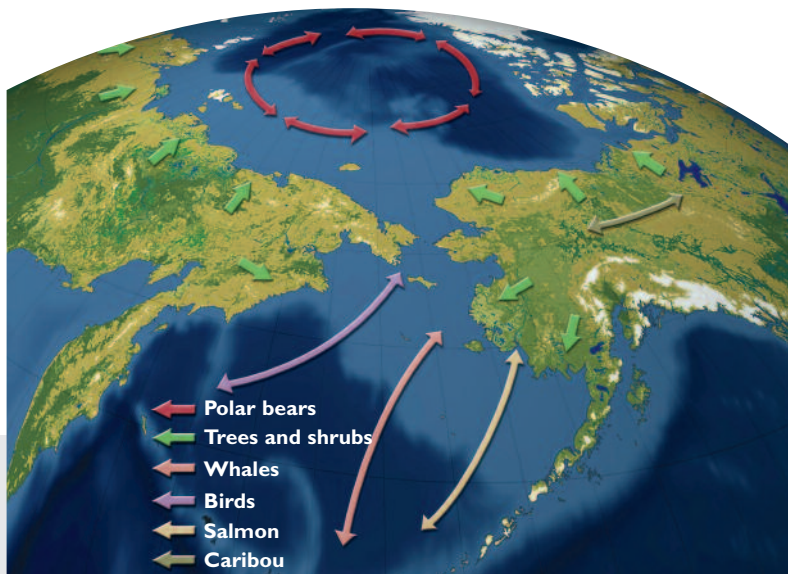 Polar bears
Trees and shrubs
Whales
Birds
Salmon
Caribou